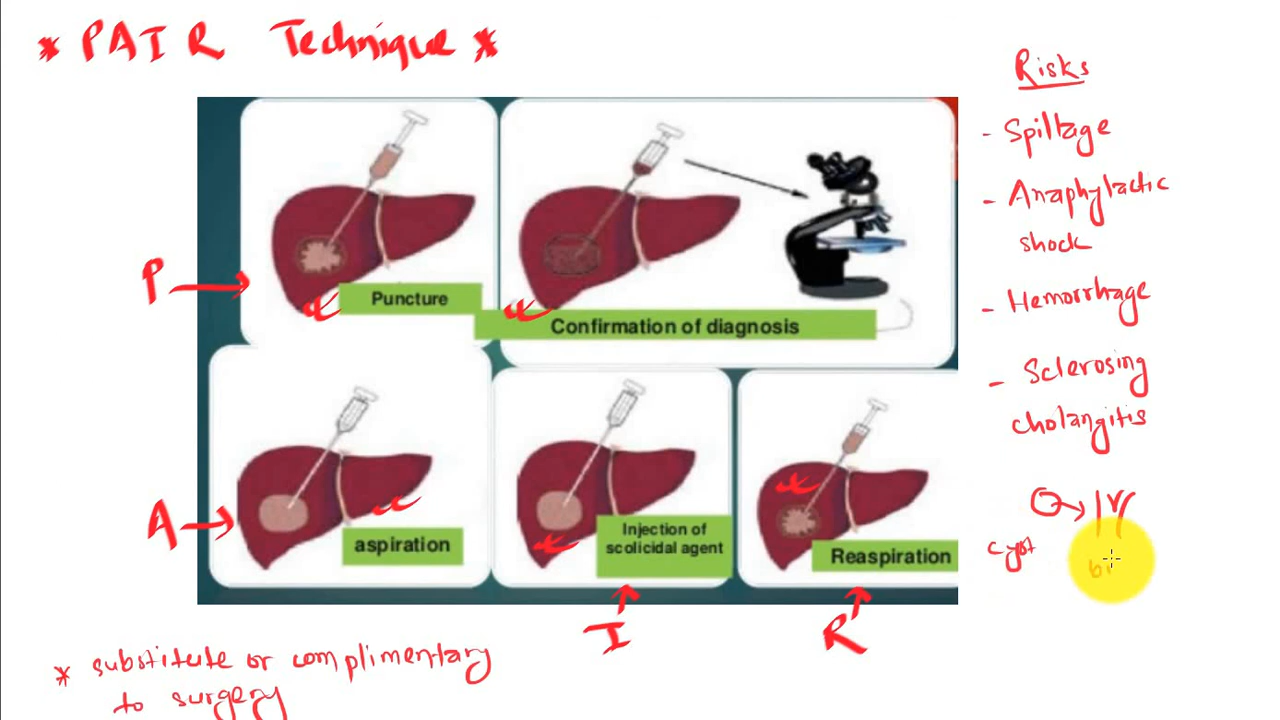 * PAIR Technique *
P
Puncture
Confirmation of diagnosis
A
aspiration
Injection of
scolicidal agent
Reaspiration
I
R
* substitute or complimentary
to surgery
Risks
- Spillage
- Anaphylactic
shock
- Hemorrhage
- Sclerosing
cholangitis
cyst